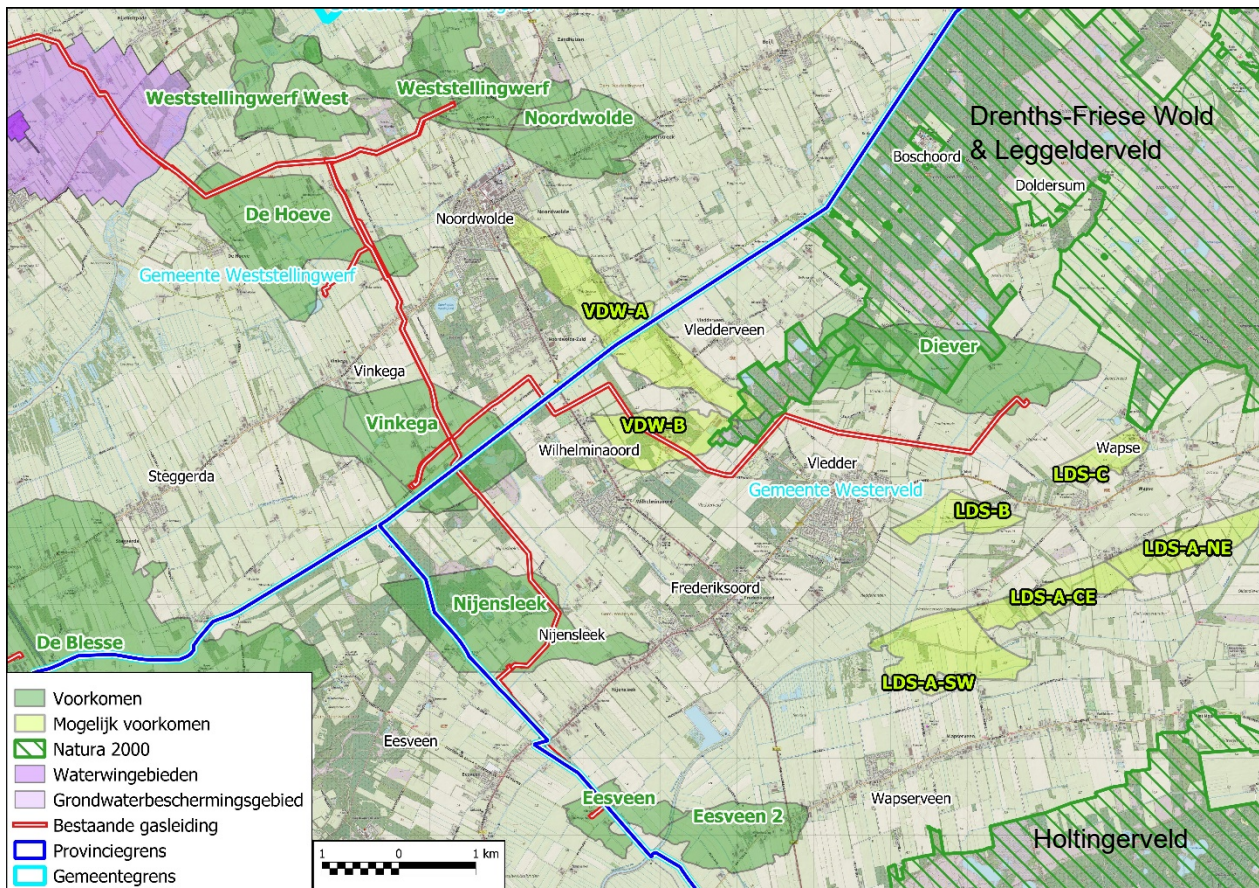 Weststellingwerf West
Weststellingwerf
Noordwolde
Drenths-Friese Wold
& Leggelderveld
Boschoord
Doldersum
De Hoeve
Noordwolde
Gemeente Weststellingwerf
VDW-A
Vledderveen
Diever
Vinkega
Vinkega
VDW-B
Wilhelminaoord
Steggerda
Vledder
Wapse
LDS-C
Gemeente Westerveld
LDS-B
LDS-A-NE
Frederiksoord
LDS-A-CE
Nijensleek
Nijensleek
De Blesse
LDS-A-SW
Eesveen
Eesveen
Eesveen 2
Wapserveen
Holtingerveld
Voorkomen
Mogelijk voorkomen
Natura 2000
Waterwingebieden
Grondwaterbeschermingsgebied
Bestaande gasleiding
Provinciegrens
Gemeentegrens
1 0 1 km